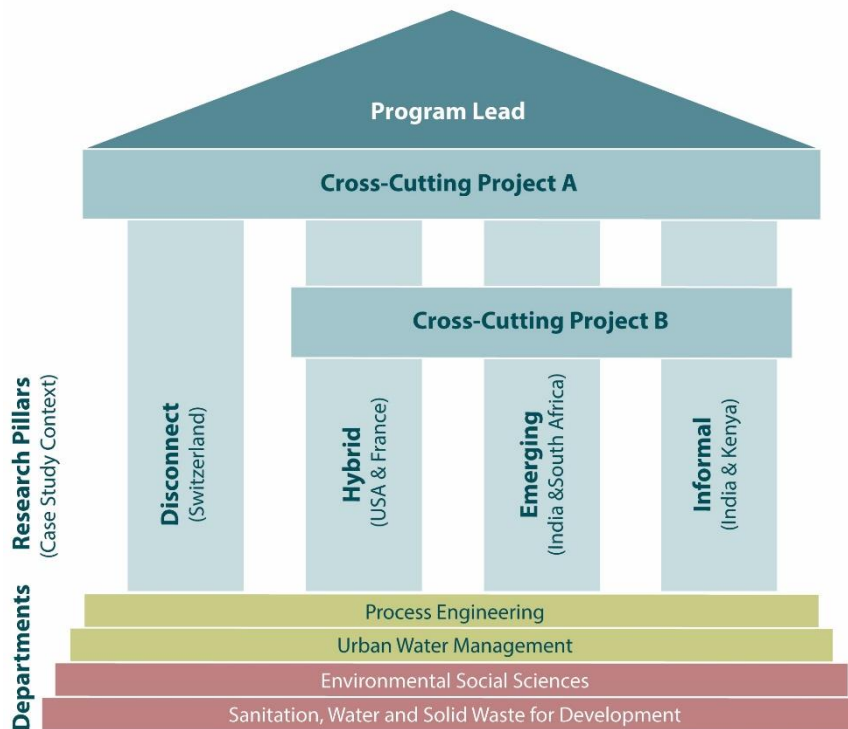 Program Lead
Cross-Cutting Project A
Cross-Cutting Project B
Research Pillars
(Case Study Context)
Disconnect
(Switzerland)
Hybrid
(USA & France)
Emerging
(India &South Africa)
Informal
(India & Kenya)
Departments
Process Engineering
Urban Water Management
Environmental Social Sciences
Sanitation, Water and Solid Waste for Development